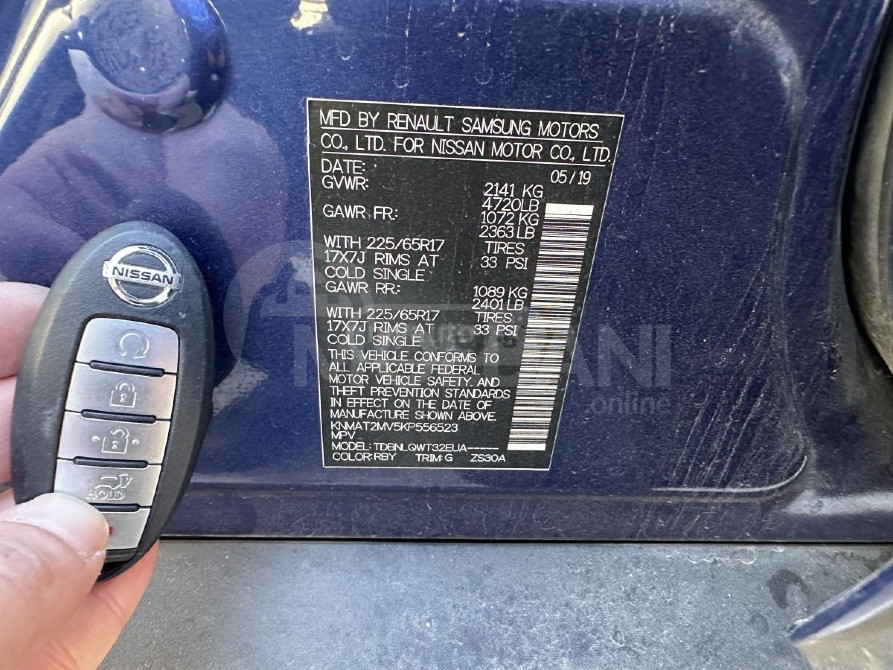 MFD BY RENAULT SAMSUNG MOTORS
CO., LTD. FOR NISSAN MOTOR CO., LTD.
DATE: 05/19
GVWR: 2141 KG
4720LB
GAWR FR: 1072 KG
2363LB
WITH 225/65R17 TIRES
17X7J RIMS AT 33 PSI
COLD SINGLE
GAWR RR: 1089 KG
2401LB
WITH 225/65R17 TIRES
17X7J RIMS AT 33 PSI
COLD SINGLE
THIS VEHICLE CONFORMS TO
ALL APPLICABLE FEDERAL
MOTOR VEHICLE SAFETY, AND
THEFT PREVENTION STANDARDS
IN EFFECT ON THE DATE OF
MANUFACTURE SHOWN ABOVE.
KNMAT2MV5KP556523
MPV
MODEL: TDBNLQWT32EUA------
COLOR:RBY TRIM:G ZS30A
NISSAN
HOLD
.online